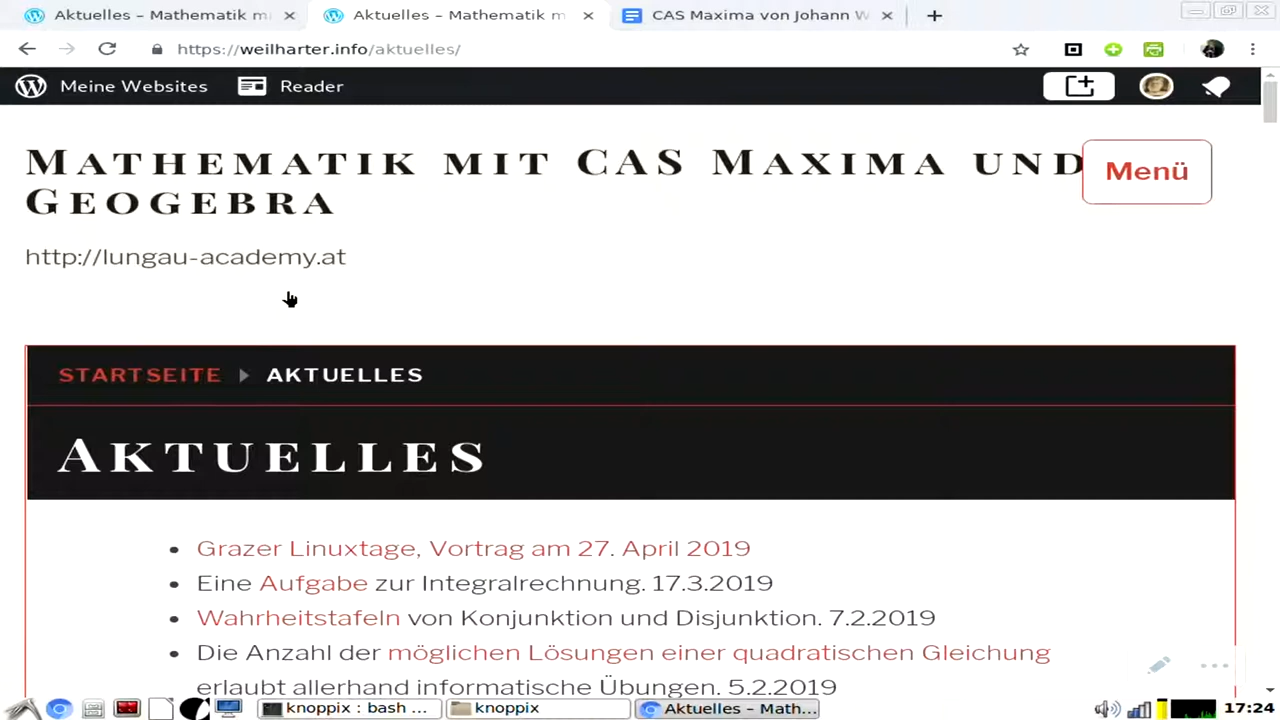 Aktuelles – Mathematik mi
Aktuelles – Mathematik m
CAS Maxima von Johann W
https://weilharter.info/aktuelles/
Meine Websites
Reader
Mathematik mit CAS Maxima und
Geogebra
Menü
http://lungau-academy.at
STARTSEITE
AKTUELLES
Aktuelles
Grazer Linuxtage, Vortrag am 27. April 2019
Eine Aufgabe zur Integralrechnung. 17.3.2019
Wahrheitstafeln von Konjunktion und Disjunktion. 7.2.2019
Die Anzahl der möglichen Lösungen einer quadratischen Gleichung
erlaubt allerhand informatische Übungen. 5.2.2019
knoppix : bash ...
knoppix
Aktuelles – Math...
17:24